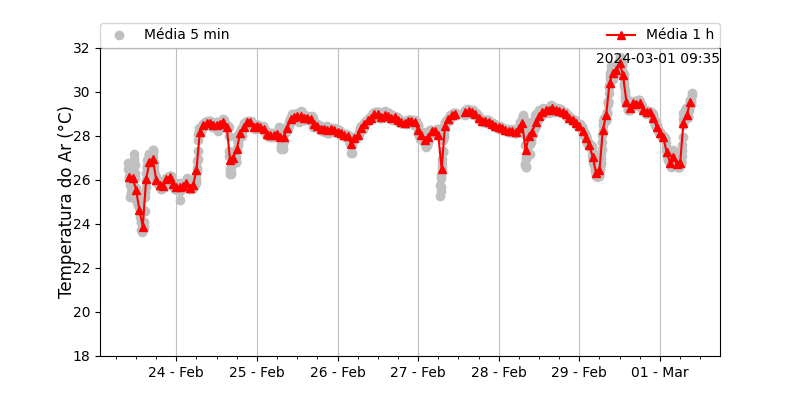 Média 5 min
Média 1 h
2024-03-01 09:35
Temperatura do Ar (°C)
32
30
28
26
24
22
20
18
24 - Feb
25 - Feb
26 - Feb
27 - Feb
28 - Feb
29 - Feb
01 - Mar